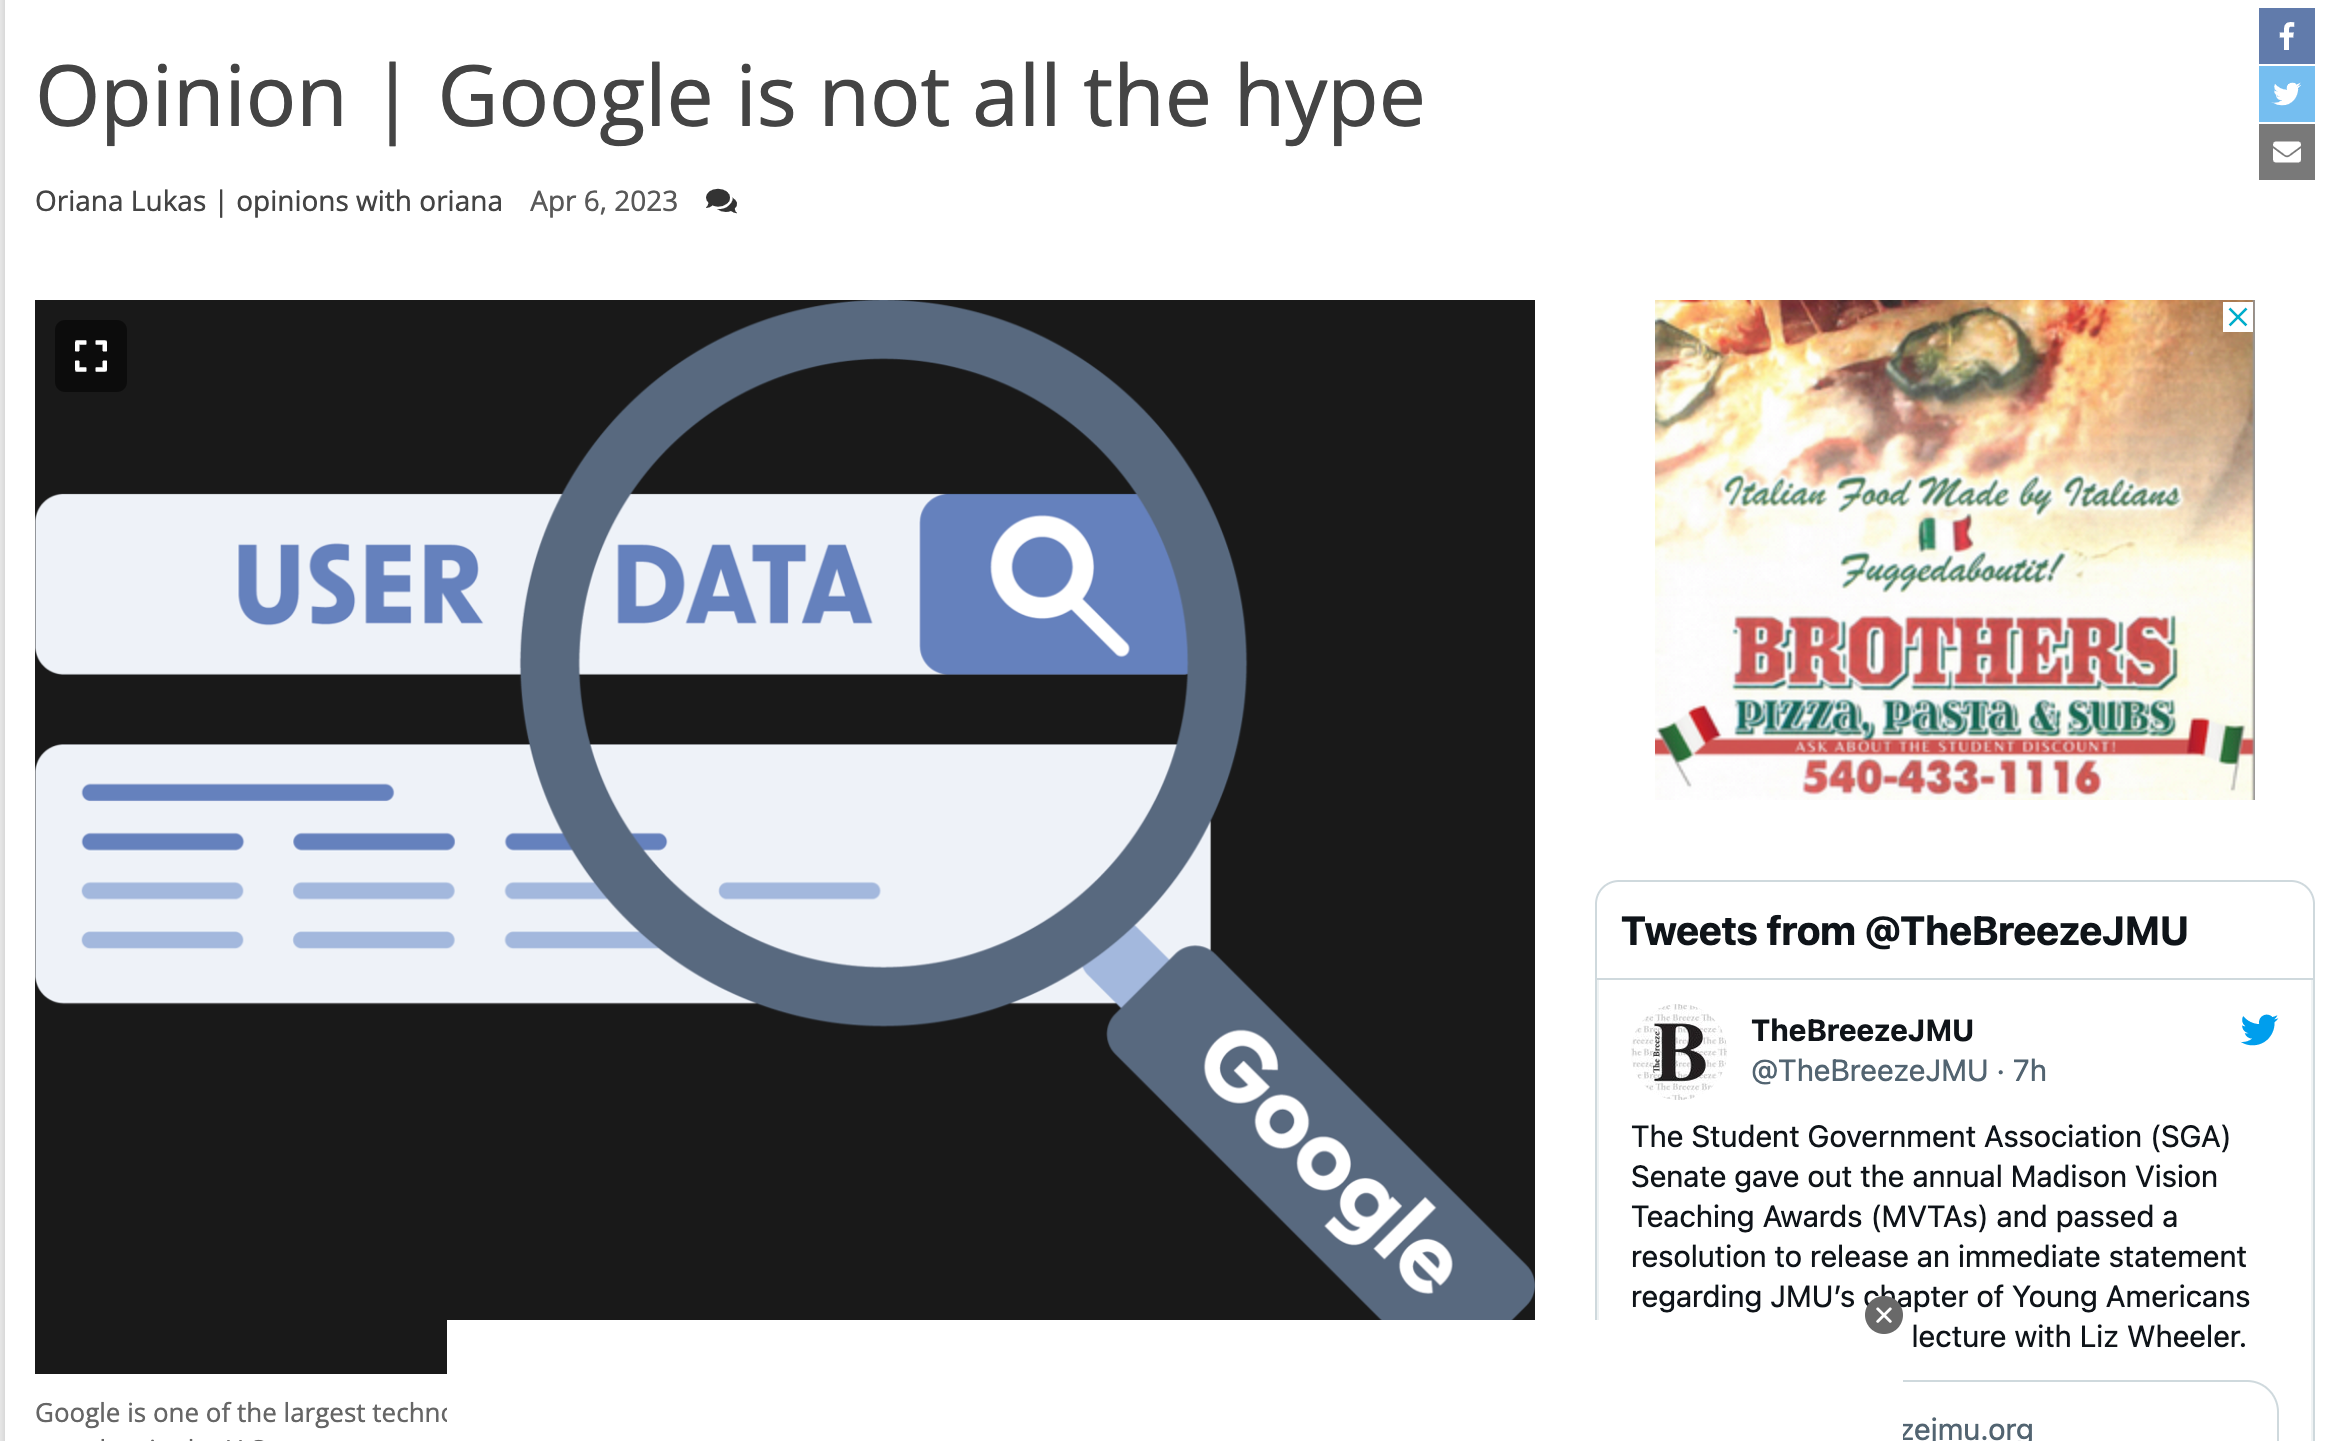 Opinion | Google is not all the hype
Oriana Lukas | opinions with oriana Apr 6, 2023
USER DATA
Google
Google is one of the largest
Italian Food Made by Italians
Fuggedaboutit!
BROTHERS
PIZZA, PASTA & SUBS
ASK ABOUT THE STUDENT DISCOUNT!
540-433-1116
Tweets from @TheBreezeJMU
The Breeze
B
TheBreezeJMU
@TheBreezeJMU · 7h
The Student Government Association (SGA)
Senate gave out the annual Madison Vision
Teaching Awards (MVTAs) and passed a
resolution to release an immediate statement
regarding JMU’s chapter of Young Americans
lecture with Liz Wheeler.
zejmu.org